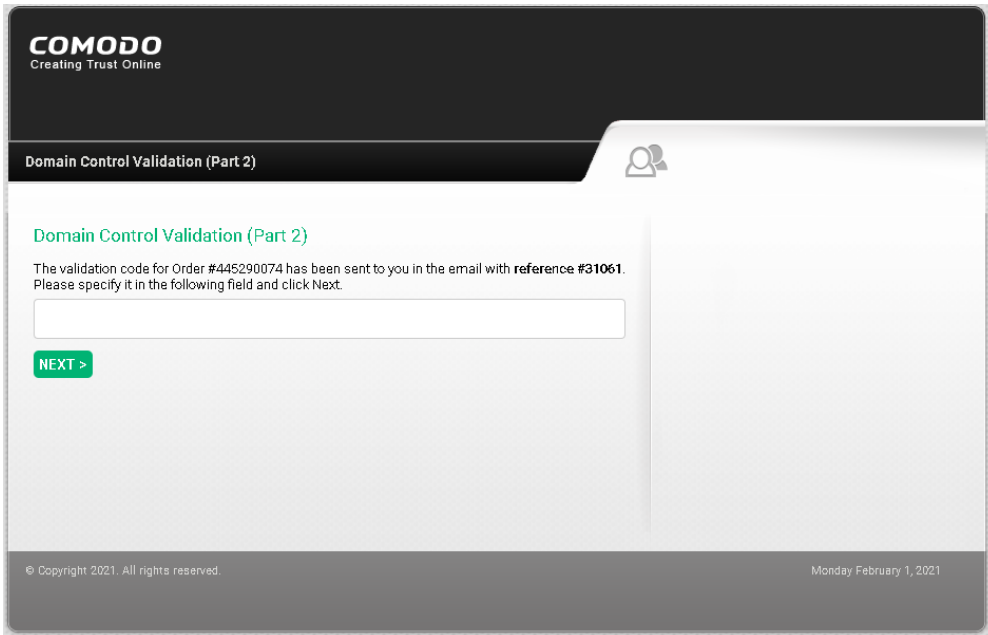 COMODO
Creating Trust Online
Domain Control Validation (Part 2)
Domain Control Validation (Part 2)
The validation code for Order #445290074 has been sent to you in the email with reference #31061.
Please specify it in the following field and click Next.
NEXT >
© Copyright 2021. All rights reserved.
Monday February 1, 2021